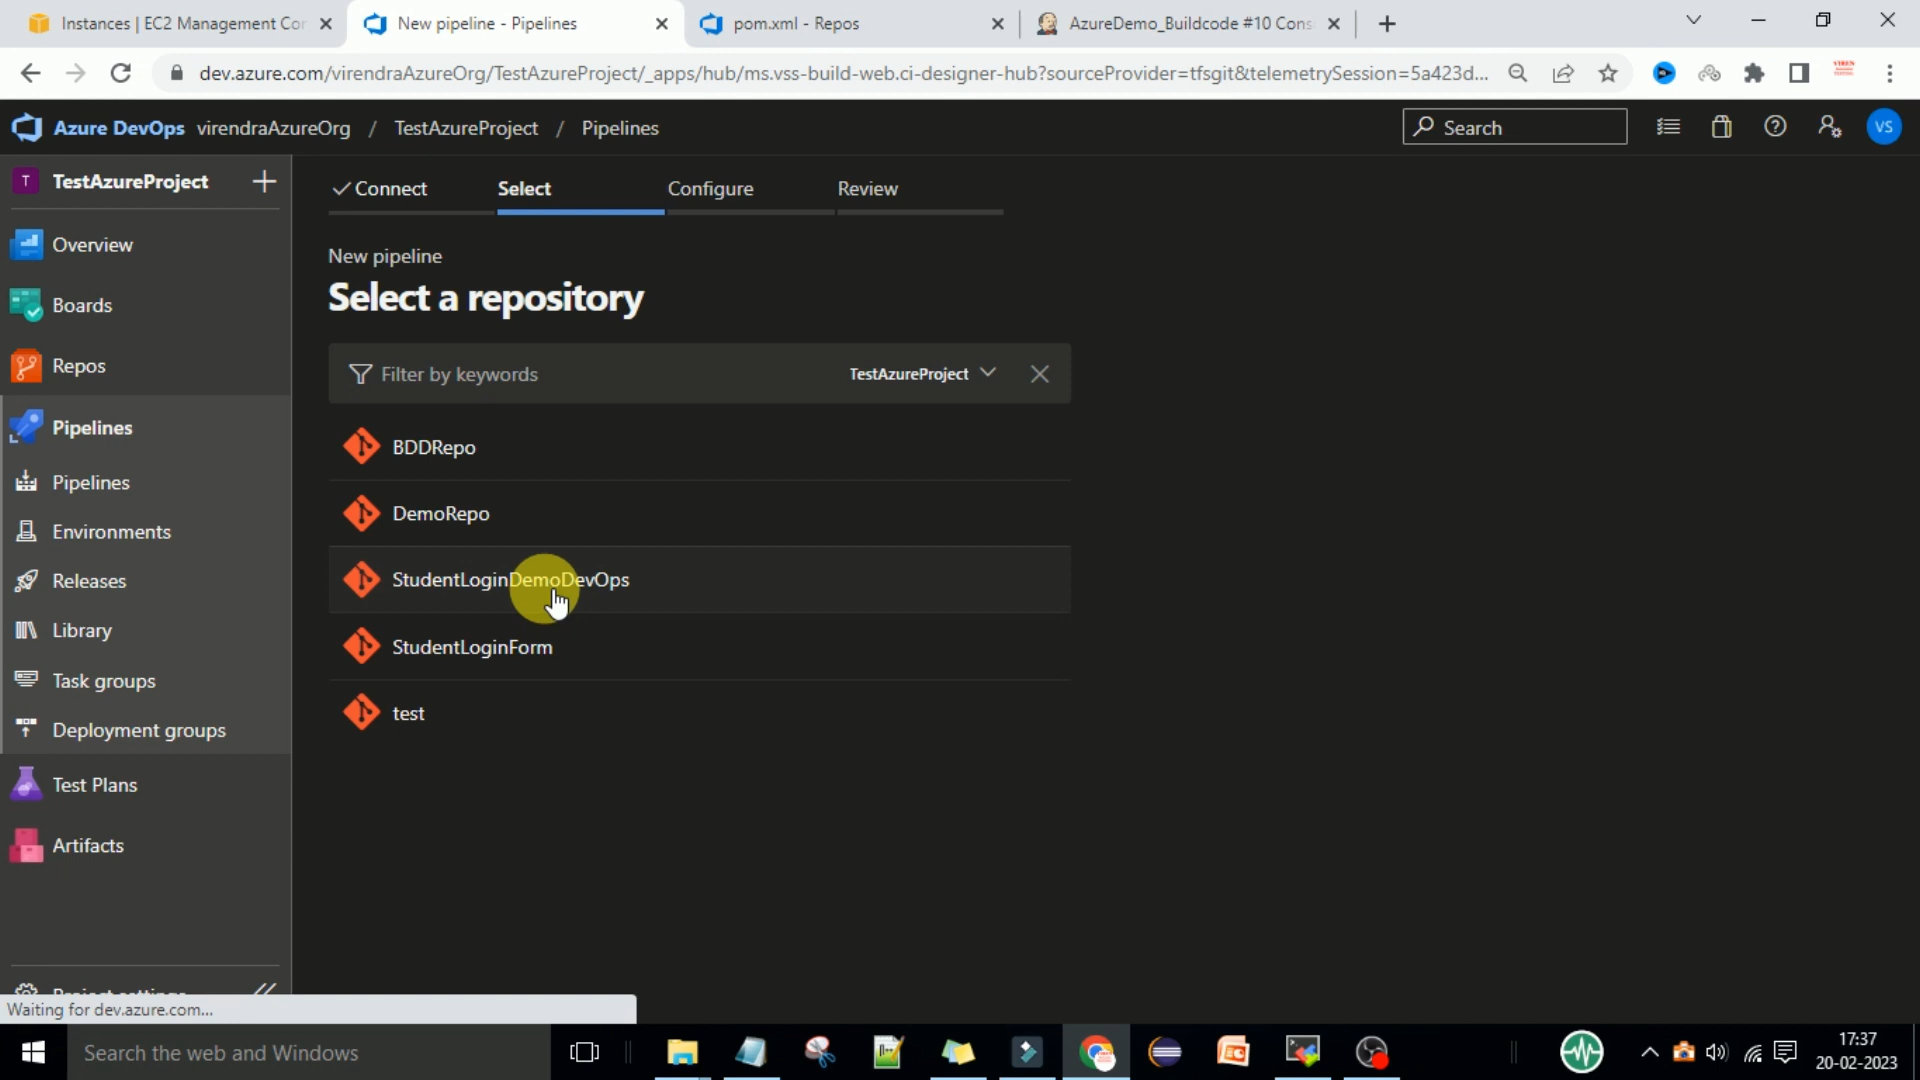 Instances | EC2 Management Con
New pipeline - Pipelines
pom.xml - Repos
AzureDemo_Buildcode #10 Cons
dev.azure.com/virendraAzureOrg/TestAzureProject/_apps/hub/ms.vss-build-web.ci-designer-hub?sourceProvider=tfsgit&telemetrySession=5a423d...
Azure DevOps virendraAzureOrg / TestAzureProject / Pipelines
Search
VS
T TestAzureProject
Overview
Boards
Repos
Pipelines
Pipelines
Environments
Releases
Library
Task groups
Deployment groups
Test Plans
Artifacts
Project settings
Connect
Select
Configure
Review
New pipeline
Select a repository
Filter by keywords
TestAzureProject
BDDRepo
DemoRepo
StudentLoginDemoDevOps
StudentLoginForm
test
Waiting for dev.azure.com...
Search the web and Windows
17:37
20-02-2023